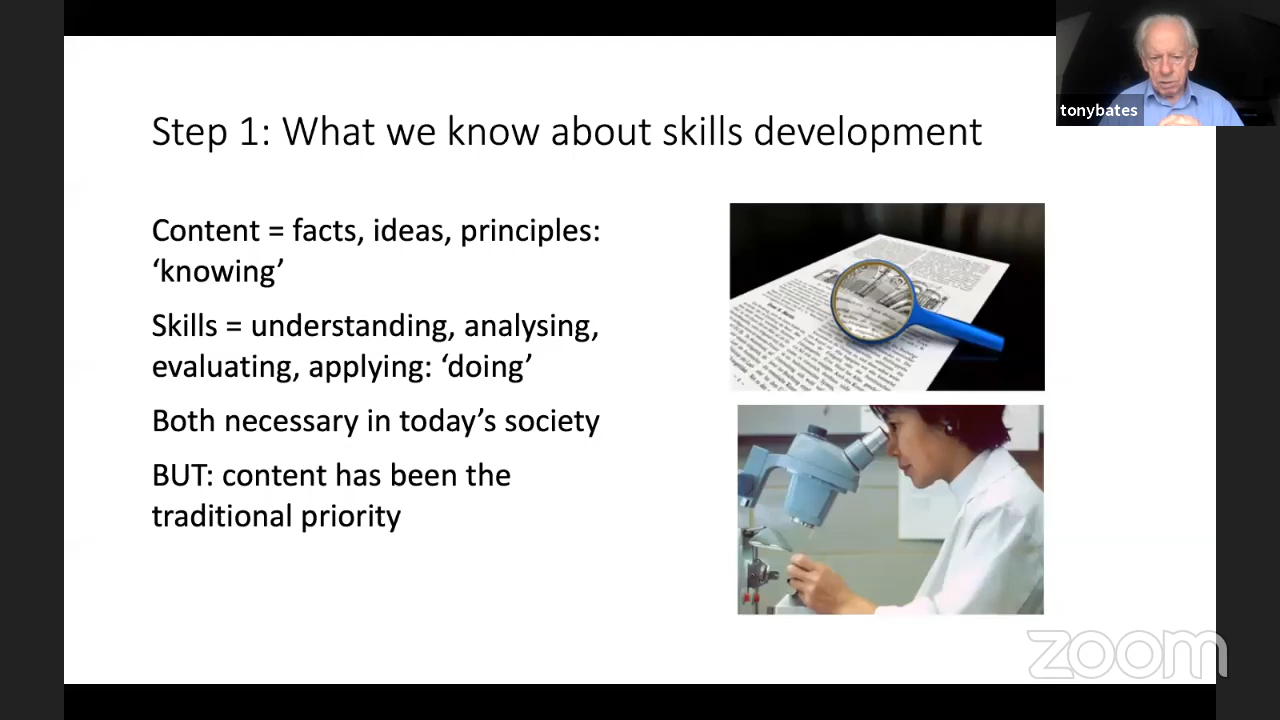 tonybates
Step 1: What we know about skills development
Content = facts, ideas, principles:
‘knowing’
Skills = understanding, analysing,
evaluating, applying: ‘doing’
Both necessary in today’s society
BUT: content has been the
traditional priority
zoom